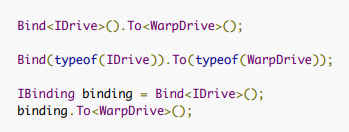 Bind<IDrive>().To<WarpDrive>();
Bind(typeof(IDrive)).To(typeof(WarpDrive));
IBinding binding = Bind<IDrive>();
binding.To<WarpDrive>();